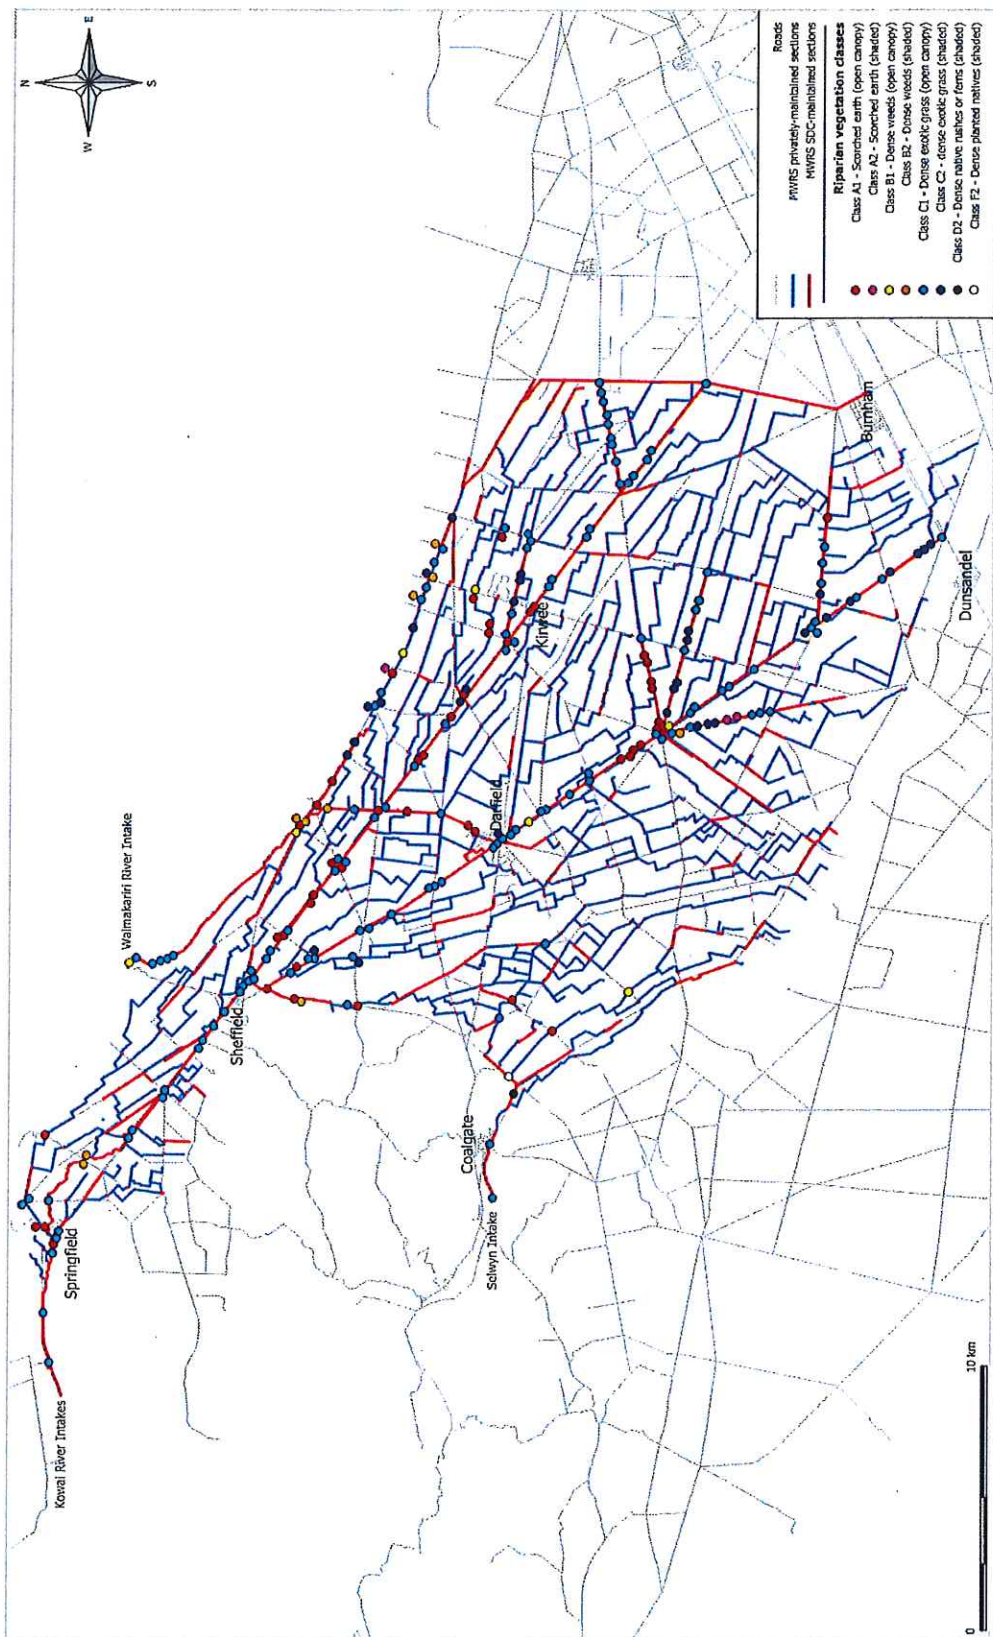 N
E
S
W
Roads
MWRS privately-maintained sections
MWRS SDC-maintained sections
Riparian vegetation classes
Class A1 - Scorched earth (open canopy)
Class A2 - Scorched earth (shaded)
Class B1 - Dense weeds (open canopy)
Class B2 - Dense weeds (shaded)
Class C1 - Dense exotic grass (open canopy)
Class C2 - dense exotic grass (shaded)
Class D2 - Dense native rushes or ferns (shaded)
Class F2 - Dense planted natives (shaded)
Kowai River Intakes
Springfield
Waimakariri River Intake
Sheffield
Coalgate
Selwyn Intake
Darfield
Kirwee
Burnham
Dunsandel
0
10 km